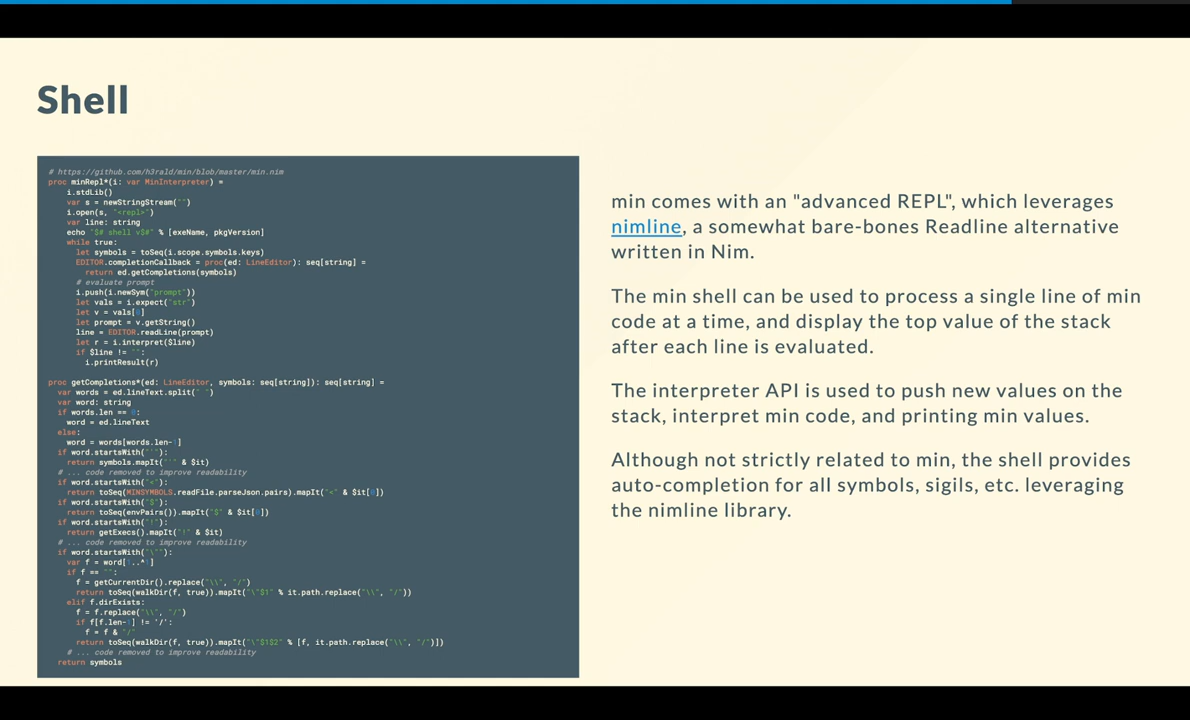 Shell
# https://github.com/h3rald/min/blob/master/min.nim
proc minRepl*(i: var MinInterpreter) =
    i.stdLib()
    var s = newStringStream("")
    i.open(s, "<repl>")
    var line: string
    echo "$# shell v$#" % [exeName, pkgVersion]
    while true:
      let symbols = toSeq(i.scope.symbols.keys)
      EDITOR.completionCallback = proc(ed: LineEditor): seq[string] =
        return ed.getCompletions(symbols)
      # evaluate prompt
      i.push(i.newSym("prompt"))
      let vals = i.expect("str")
      let v = vals[0]
      let prompt = v.getString()
      line = EDITOR.readLine(prompt)
      let r = i.interpret($line)
      if $line != "":
        i.printResult(r)
proc getCompletions*(ed: LineEditor, symbols: seq[string]): seq[string] =
  var words = ed.lineText.split(" ")
  var word: string
  if words.len == 0:
    word = ed.lineText
  else:
    word = words[words.len-1]
  if word.startsWith("'"):
    return symbols.mapIt("'" & $it)
  # ... code removed to improve readability
  if word.startsWith("<"):
    return toSeq(MINSYMBOLS.readFile.parseJson.pairs).mapIt("<" & $it[0])
  if word.startsWith("$"):
    return toSeq(envPairs()).mapIt("$" & $it[0])
  if word.startsWith("!"):
    return getExecs().mapIt("!" & $it)
  # ... code removed to improve readability
  if word.startsWith("\""):
    var f = word[1..^1]
    if f == "":
      f = getCurrentDir().replace("\\", "/")
      return toSeq(walkDir(f, true)).mapIt("\"$1" % it.path.replace("\\", "/"))
    elif f.dirExists:
      f = f.replace("\\", "/")
      if f[f.len-1] != '/':
        f = f & "/"
      return toSeq(walkDir(f, true)).mapIt("\"$1$2" % [f, it.path.replace("\\", "/")])
    # ... code removed to improve readability
  return symbols
min comes with an "advanced REPL", which leverages
nimline, a somewhat bare-bones Readline alternative
written in Nim.
The min shell can be used to process a single line of min
code at a time, and display the top value of the stack
after each line is evaluated.
The interpreter API is used to push new values on the
stack, interpret min code, and printing min values.
Although not strictly related to min, the shell provides
auto-completion for all symbols, sigils, etc. leveraging
the nimline library.